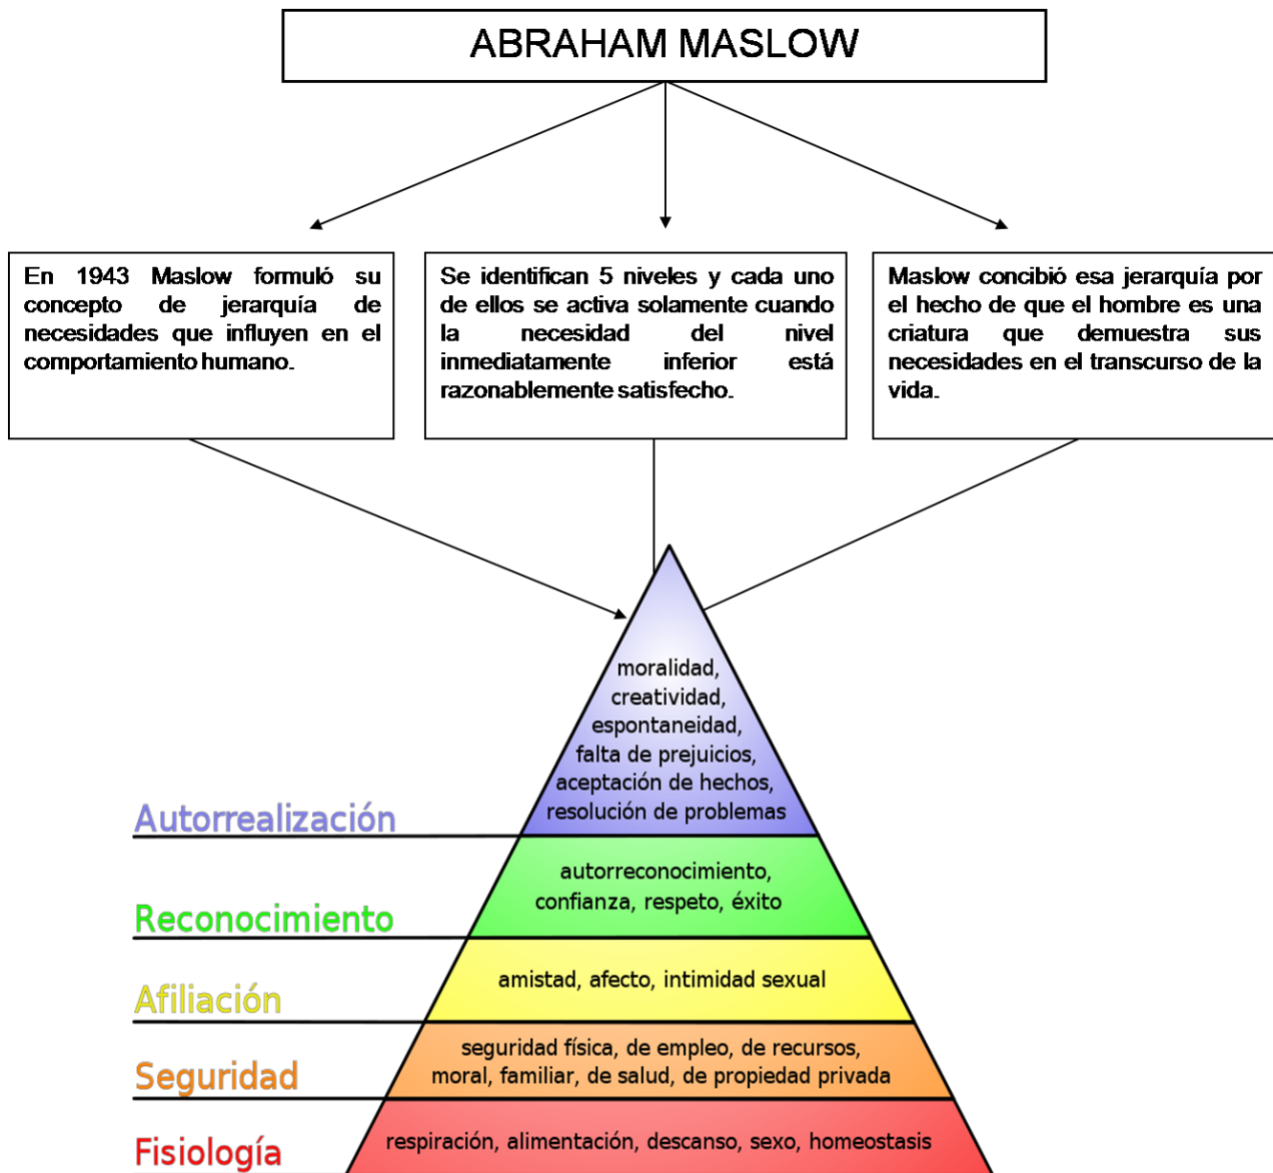 ABRAHAM MASLOW
En 1943 Maslow formuló su
concepto de jerarquía de
necesidades que influyen en el
comportamiento humano.
Se identifican 5 niveles y cada uno
de ellos se activa solamente cuando
la necesidad del nivel
inmediatamente inferior está
razonablemente satisfecho.
Maslow concibió esa jerarquía por
el hecho de que el hombre es una
criatura que demuestra sus
necesidades en el transcurso de la
vida.
moralidad,
creatividad,
espontaneidad,
falta de prejuicios,
aceptación de hechos,
resolución de problemas
Autorrealización
autorreconocimiento,
confianza, respeto, éxito
Reconocimiento
amistad, afecto, intimidad sexual
Afiliación
seguridad física, de empleo, de recursos,
moral, familiar, de salud, de propiedad privada
Seguridad
respiración, alimentación, descanso, sexo, homeostasis
Fisiología